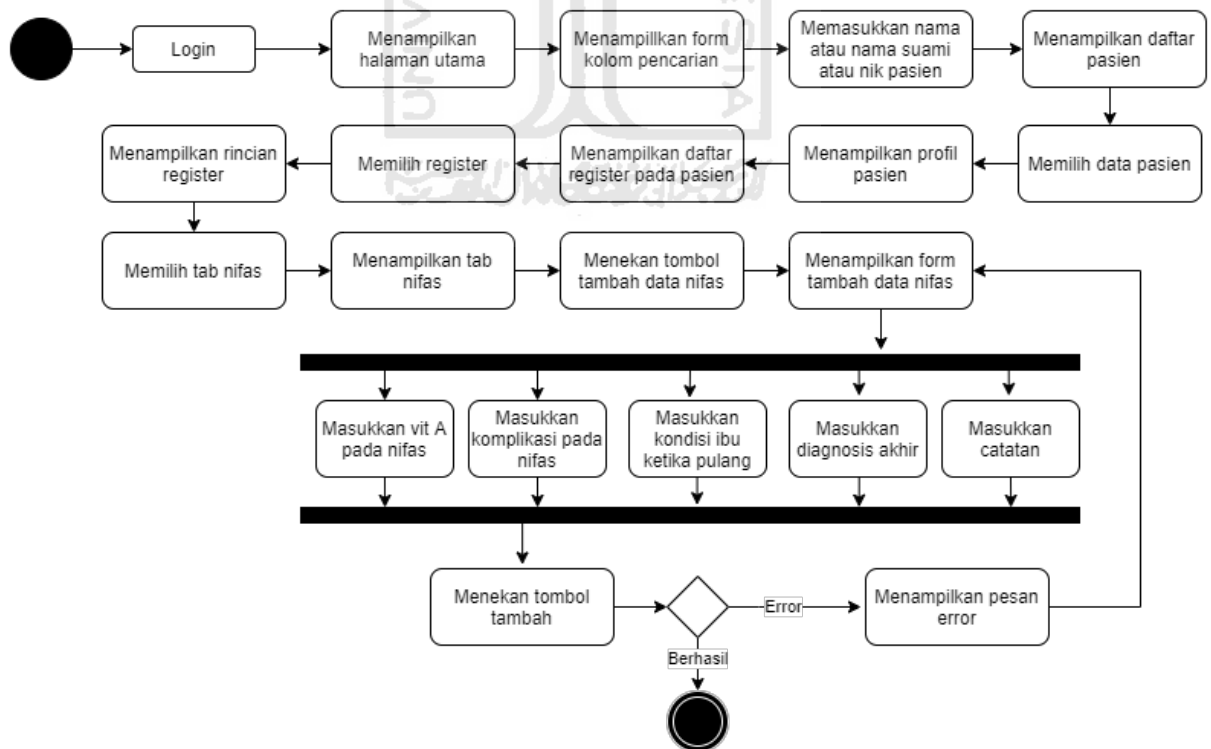 Login
Menampilkan
halaman utama
Menampillkan form
kolom pencarian
Memasukkan nama
atau nama suami
atau nik pasien
Menampilkan daftar
pasien
Menampilkan rincian
register
Memilih register
Menampilkan daftar
register pada pasien
Menampilkan profil
pasien
Memilih data pasien
Memilih tab nifas
Menampilkan tab
nifas
Menekan tombol
tambah data nifas
Menampilkan form
tambah data nifas
Masukkan vit A
pada nifas
Masukkan
komplikasi pada
nifas
Masukkan
kondisi ibu
ketika pulang
Masukkan
diagnosis akhir
Masukkan
catatan
Menekan tombol
tambah
Error
Menampilkan pesan
error
Berhasil